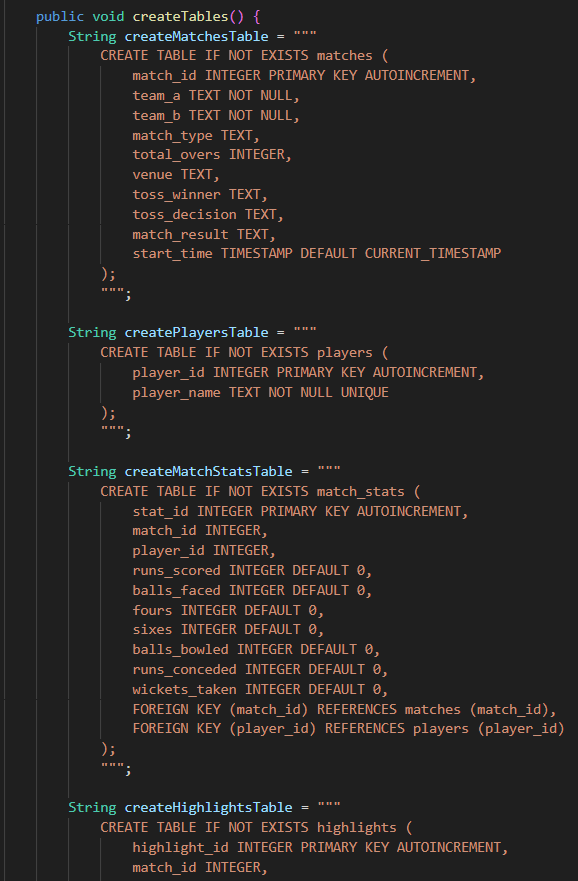 public void createTables() {
String createMatchesTable = """
CREATE TABLE IF NOT EXISTS matches (
match_id INTEGER PRIMARY KEY AUTOINCREMENT,
team_a TEXT NOT NULL,
team_b TEXT NOT NULL,
match_type TEXT,
total_overs INTEGER,
venue TEXT,
toss_winner TEXT,
toss_decision TEXT,
match_result TEXT,
start_time TIMESTAMP DEFAULT CURRENT_TIMESTAMP
);
""";
String createPlayersTable = """
CREATE TABLE IF NOT EXISTS players (
player_id INTEGER PRIMARY KEY AUTOINCREMENT,
player_name TEXT NOT NULL UNIQUE
);
""";
String createMatchStatsTable = """
CREATE TABLE IF NOT EXISTS match_stats (
stat_id INTEGER PRIMARY KEY AUTOINCREMENT,
match_id INTEGER,
player_id INTEGER,
runs_scored INTEGER DEFAULT 0,
balls_faced INTEGER DEFAULT 0,
fours INTEGER DEFAULT 0,
sixes INTEGER DEFAULT 0,
balls_bowled INTEGER DEFAULT 0,
runs_conceded INTEGER DEFAULT 0,
wickets_taken INTEGER DEFAULT 0,
FOREIGN KEY (match_id) REFERENCES matches (match_id),
FOREIGN KEY (player_id) REFERENCES players (player_id)
);
""";
String createHighlightsTable = """
CREATE TABLE IF NOT EXISTS highlights (
highlight_id INTEGER PRIMARY KEY AUTOINCREMENT,
match_id INTEGER,